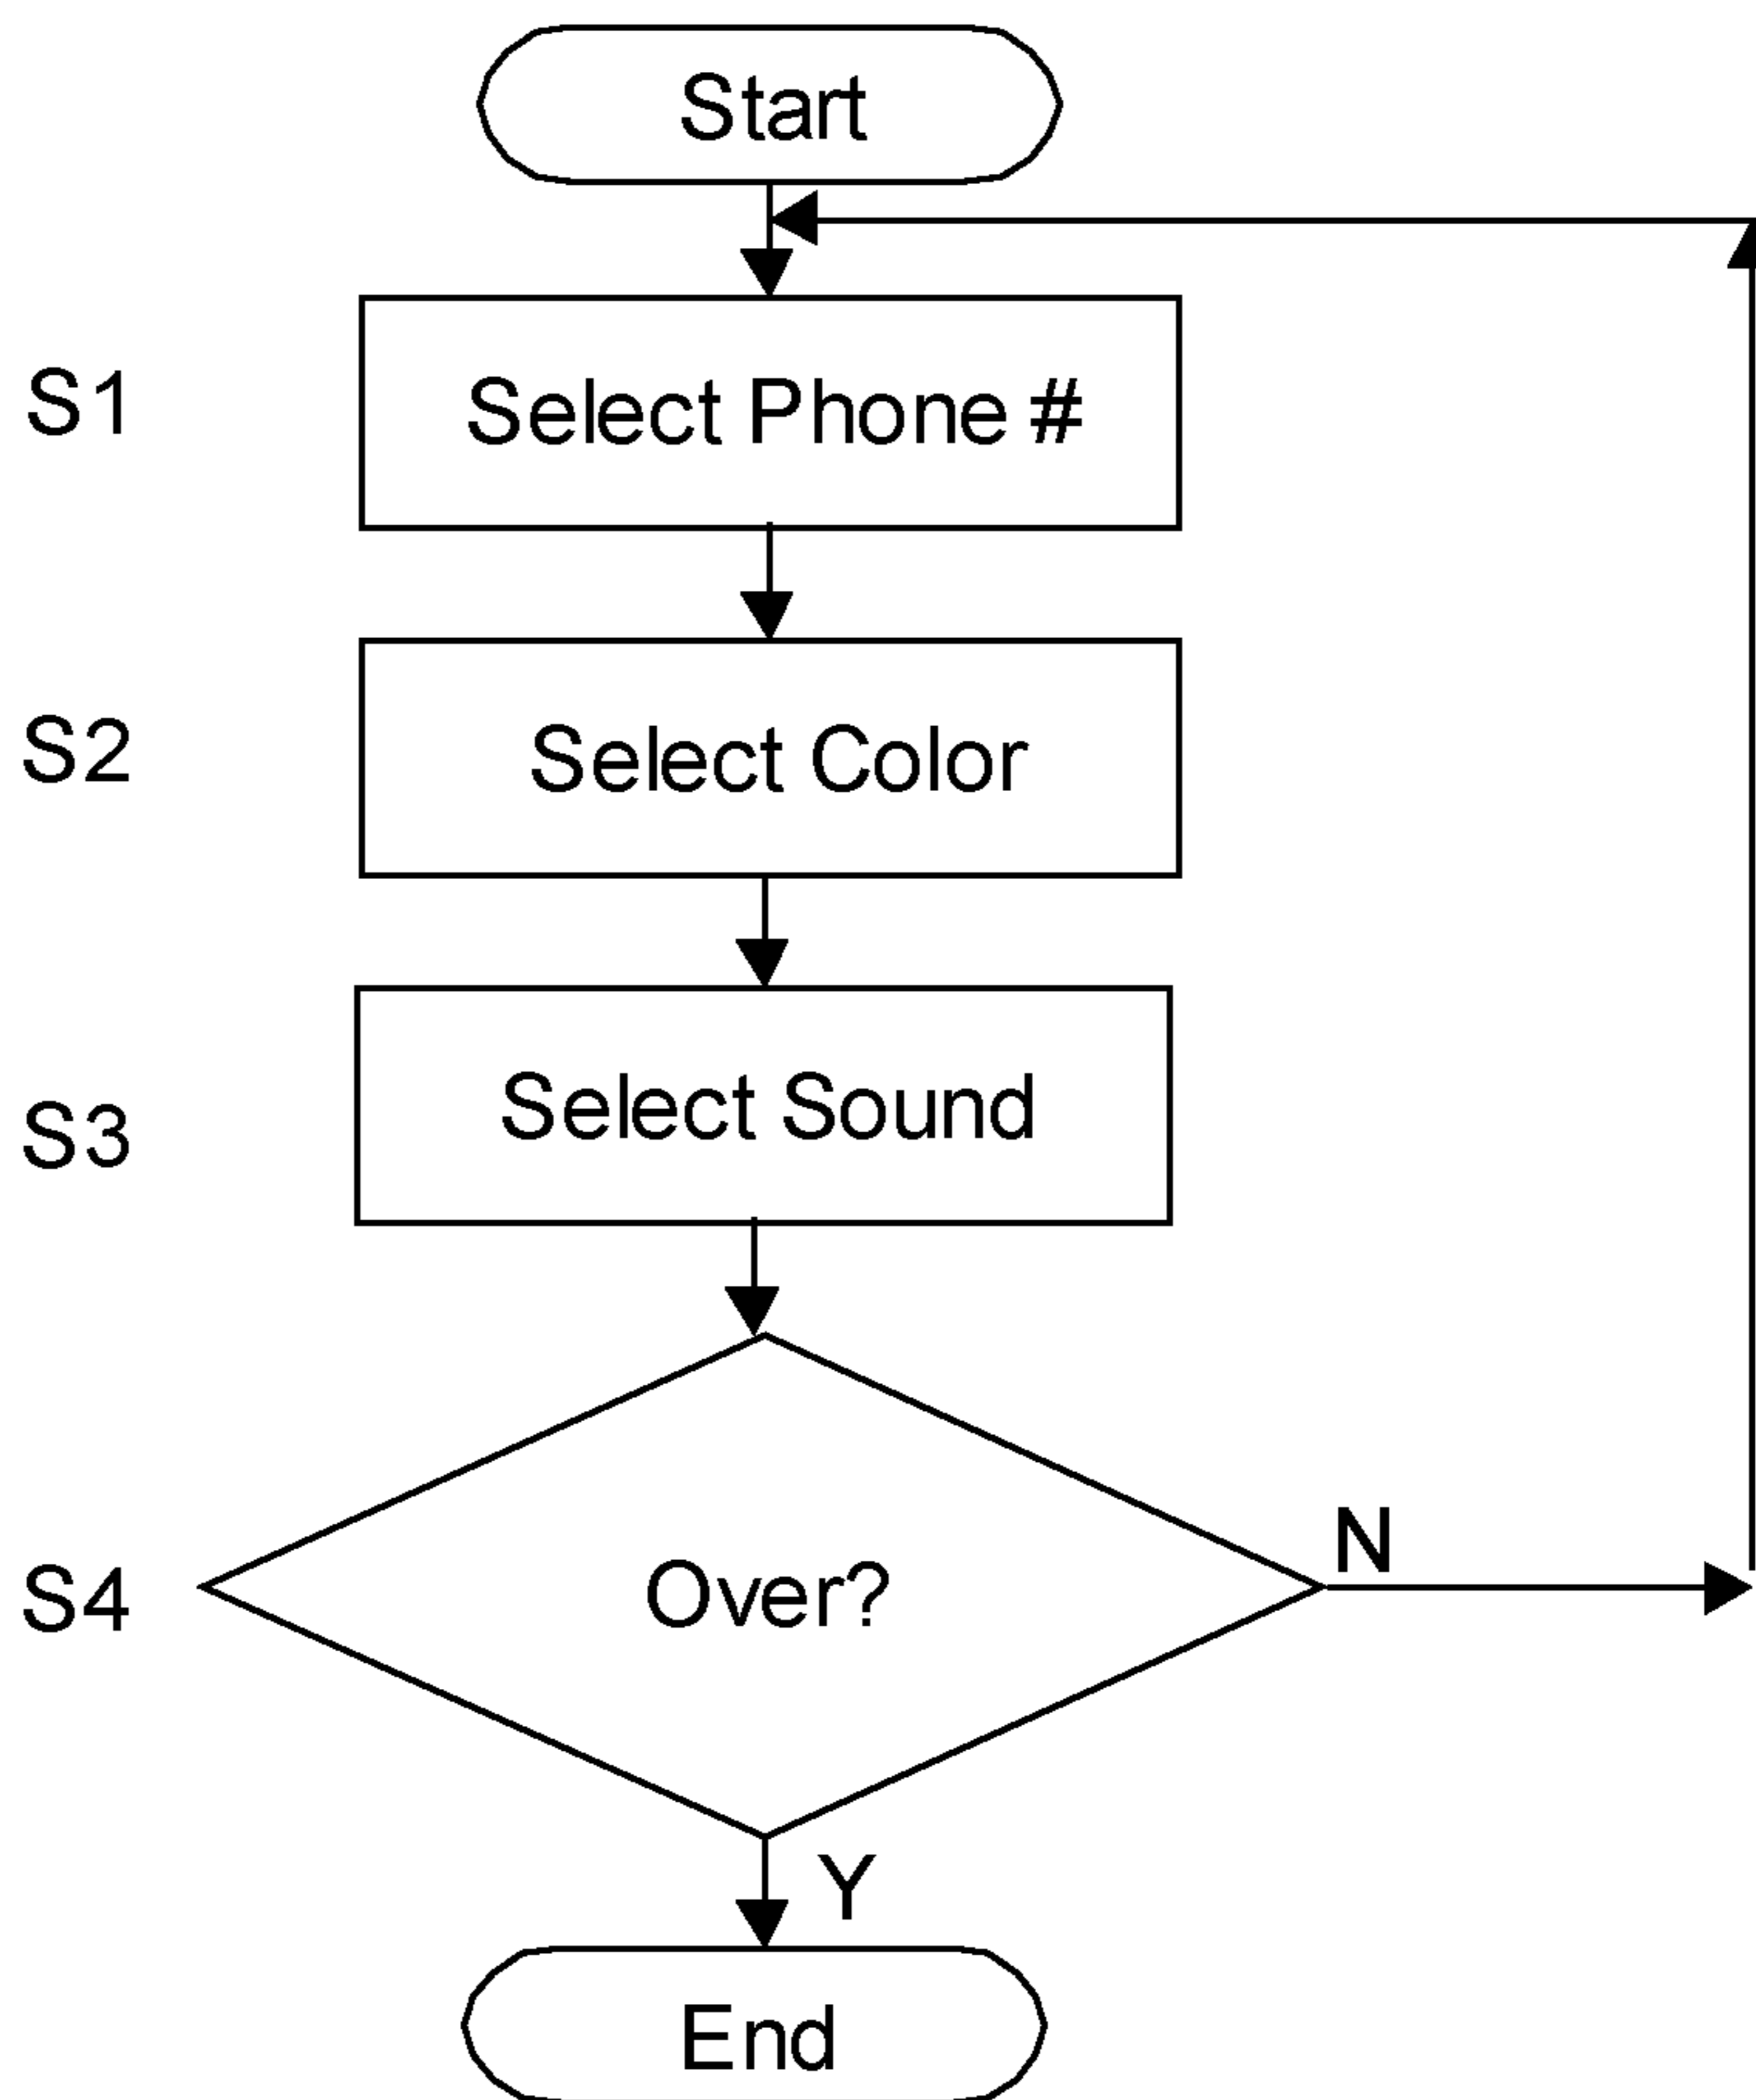 Start
S1
Select Phone #
S2
Select Color
S3
Select Sound
S4
Over?
N
Y
End